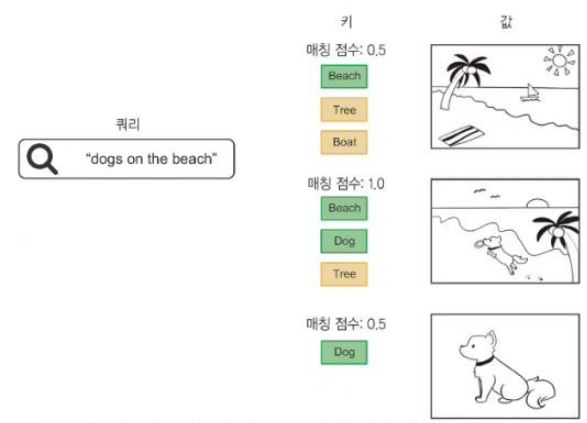 키
값
매칭 점수: 0.5
Beach
Tree
Boat
쿼리
"dogs on the beach"
매칭 점수: 1.0
Beach
Dog
Tree
매칭 점수: 0.5
Dog